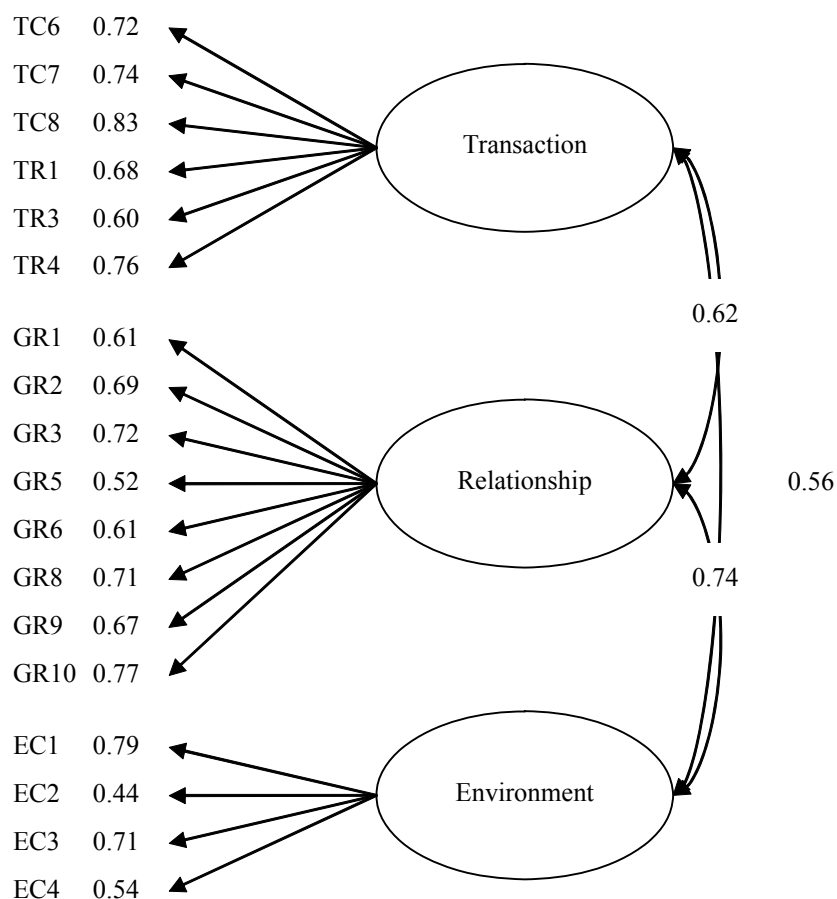 TC6 0.72
TC7 0.74
TC8 0.83
TR1 0.68
TR3 0.60
TR4 0.76
Transaction
0.62
GR1 0.61
GR2 0.69
GR3 0.72
GR5 0.52
GR6 0.61
GR8 0.71
GR9 0.67
GR10 0.77
Relationship
0.56
0.74
EC1 0.79
EC2 0.44
EC3 0.71
EC4 0.54
Environment